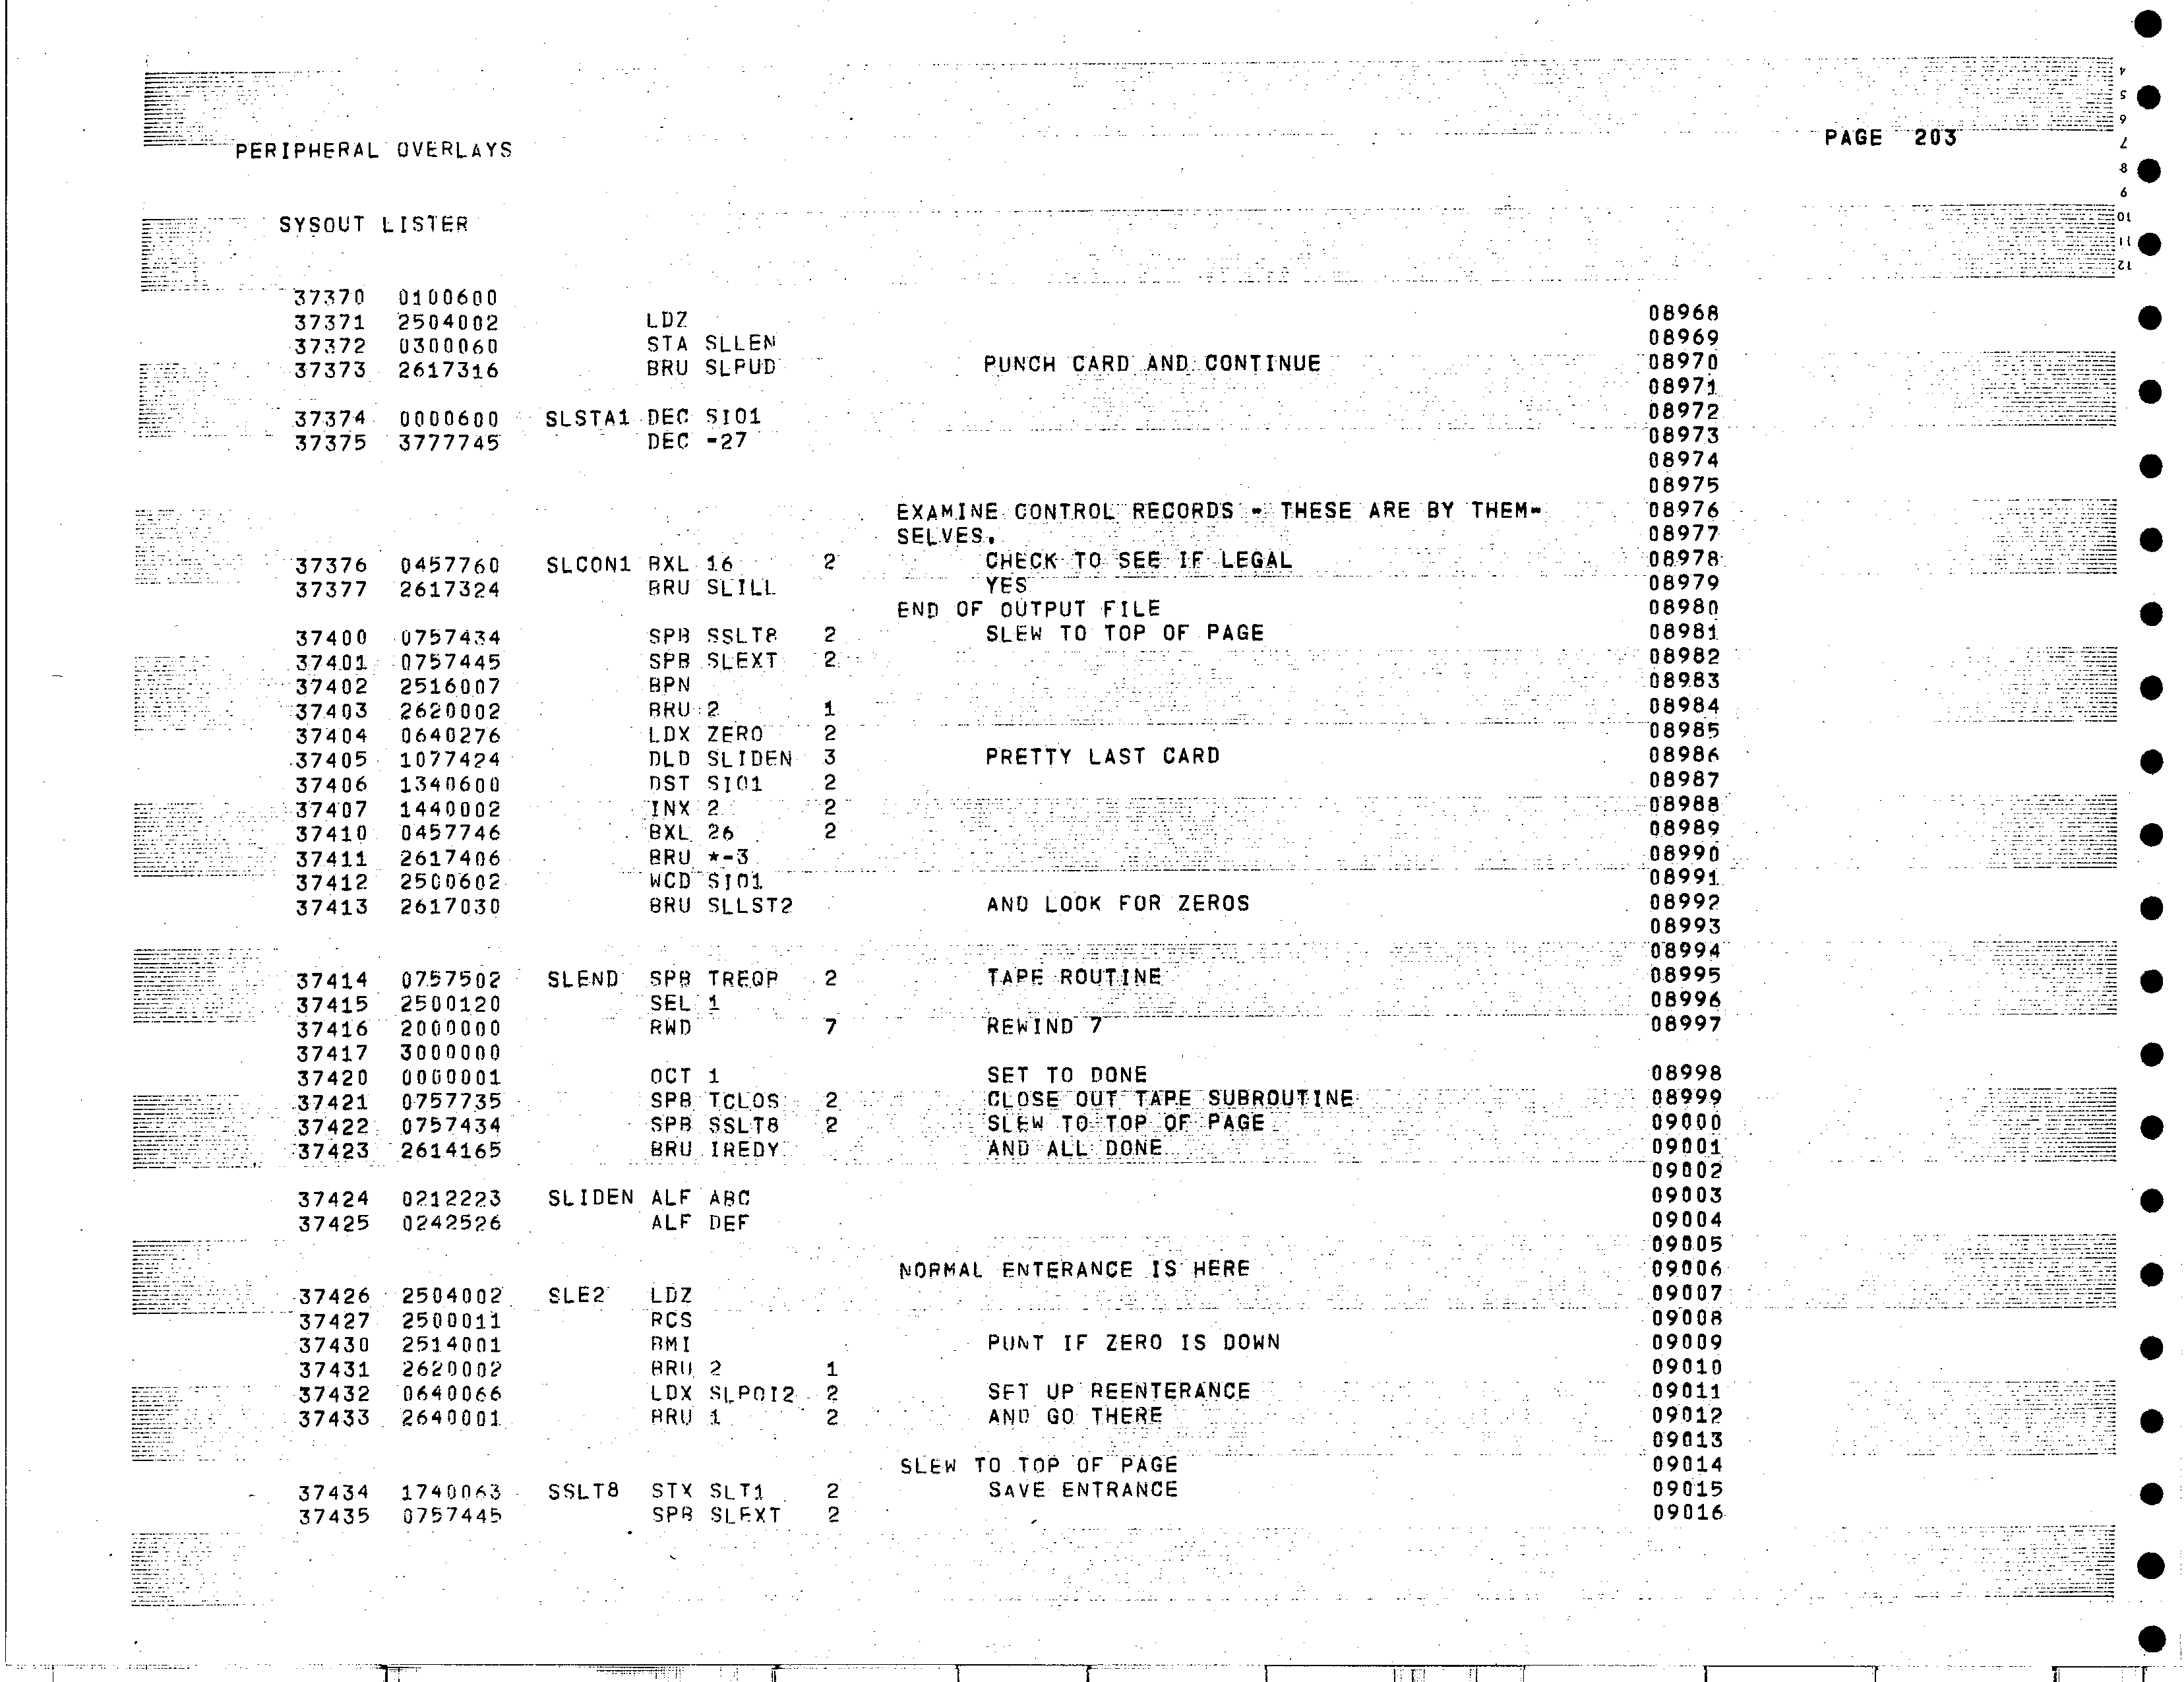 PAGE 203
PERIPHERAL OVERLAYS
SYSOUT LISTER
37370 0100600
37371 2504002 LDZ 08968
37372 0300060 STA SLLEN 08969
37373 2617316 BRU SLPUD PUNCH CARD AND CONTINUE 08970
08971
37374 0000600 SLSTA1 DEC SIO1 08972
37375 3777745 DEC -27 08973
08974
08975
EXAMINE CONTROL RECORDS - THESE ARE BY THEM- 08976
SELVES. 08977
37376 0457760 SLCON1 BXL 16 2 CHECK TO SEE IF LEGAL 08978
37377 2617324 BRU SLILL YES 08979
END OF OUTPUT FILE 08980
37400 0757434 SPB SSLT8 2 SLEW TO TOP OF PAGE 08981
37401 0757445 SPB SLEXT 2 08982
37402 2516007 BPN 08983
37403 2620002 BRU 2 1 08984
37404 0640276 LDX ZERO 2 08985
37405 1077424 DLD SLIDEN 3 PRETTY LAST CARD 08986
37406 1340600 DST SIO1 2 08987
37407 1440002 INX 2 2 08988
37410 0457746 BXL 26 2 08989
37411 2617406 BRU *-3 08990
37412 2500602 WCD SIO1 08991
37413 2617030 BRU SLLST2 AND LOOK FOR ZEROS 08992
08993
08994
37414 0757502 SLEND SPB TREOP 2 TAPE ROUTINE 08995
37415 2500120 SEL 1 08996
37416 2000000 RWD 7 REWIND 7 08997
37417 3000000
37420 0000001 OCT 1 SET TO DONE 08998
37421 0757735 SPB TCLOS 2 CLOSE OUT TAPE SUBROUTINE 08999
37422 0757434 SPB SSLT8 2 SLEW TO TOP OF PAGE 09000
37423 2614165 BRU IREDY AND ALL DONE 09001
09002
37424 0212223 SLIDEN ALF ABC 09003
37425 0242526 ALF DEF 09004
09005
NORMAL ENTERANCE IS HERE 09006
37426 2504002 SLE2 LDZ 09007
37427 2500011 RCS 09008
37430 2514001 BMI PUNT IF ZERO IS DOWN 09009
37431 2620002 BRU 2 1 09010
37432 0640066 LDX SLPOI2 2 SET UP REENTERANCE 09011
37433 2640001 BRU 1 2 AND GO THERE 09012
09013
SLEW TO TOP OF PAGE 09014
37434 1740063 SSLT8 STX SLT1 2 SAVE ENTRANCE 09015
37435 0757445 SPB SLEXT 2 09016
4
5
6
7
8
9
10
11
12